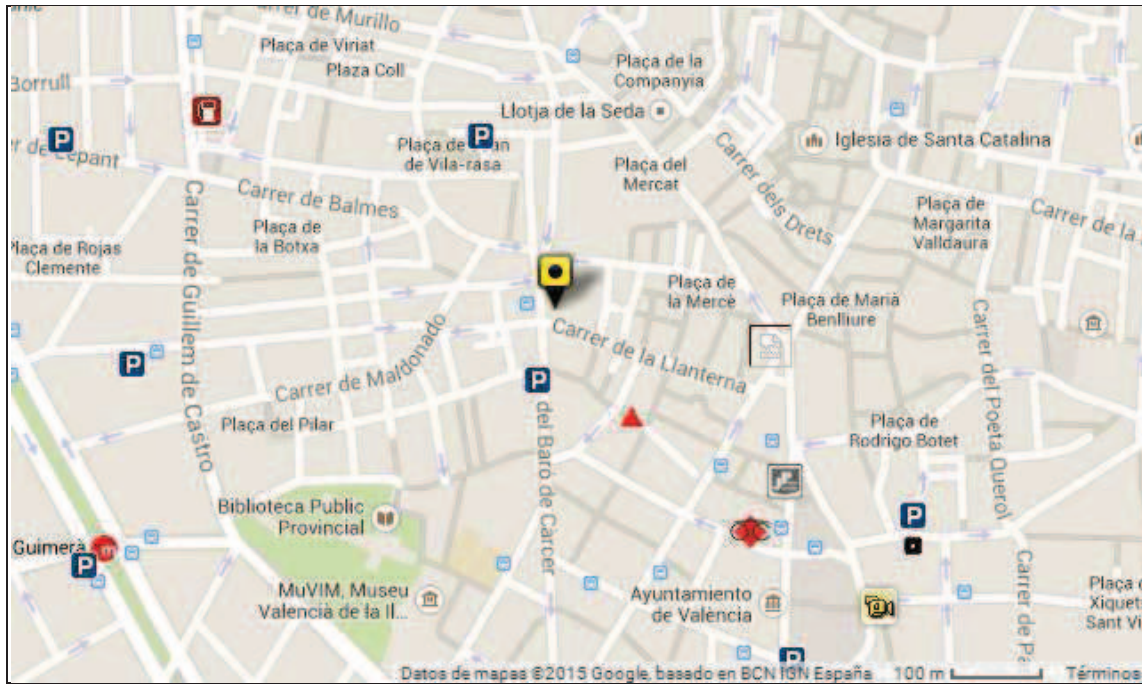 Carrer de Murillo
Plaça de Viriat
Plaza Coll
Plaça de la
Companyia
Borrull
Llotja de la Seda
Iglesia de Santa Catalina
de Lepant
Plaça de
de Vila-rasa
Plaça del
Mercat
Carrer dels Drets
Carrer de Balmes
Plaça de
la Botxa
Plaça de
Margarita
Valldaura
Carrer de la
Plaça de Rojas
Clemente
Carrer de Guillem de Castro
Plaça de
la Mercè
Plaça de Marià
Benlliure
Carrer de la Llanterna
Carrer de Maldonado
Plaça del Pilar
Carrer del Poeta Querol
Plaça de
Rodrigo Botet
del Baró de Càrcer
Biblioteca Pública
Provincial
Guimerà
MuVIM, Museu
Valencià de la Il...
Ayuntamiento
de València
Carrer de Pa
Plaça
Xiquet
Sant Vi
P
P
P
P
P
P
P
Datos de mapas ©2015 Google, basado en BCN IGN España
100 m
Términos